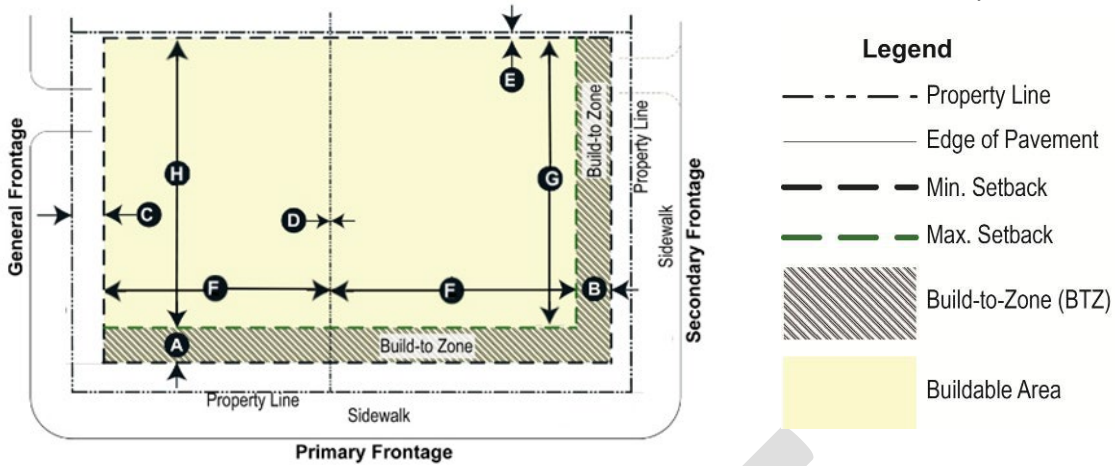 Legend
Property Line
Edge of Pavement
Min. Setback
Max. Setback
Build-to-Zone (BTZ)
Buildable Area
General Frontage
H
C
D
E
G
F
F
B
A
Build-to Zone
Build-to Zone
Property Line
Sidewalk
Secondary Frontage
Property Line
Sidewalk
Primary Frontage